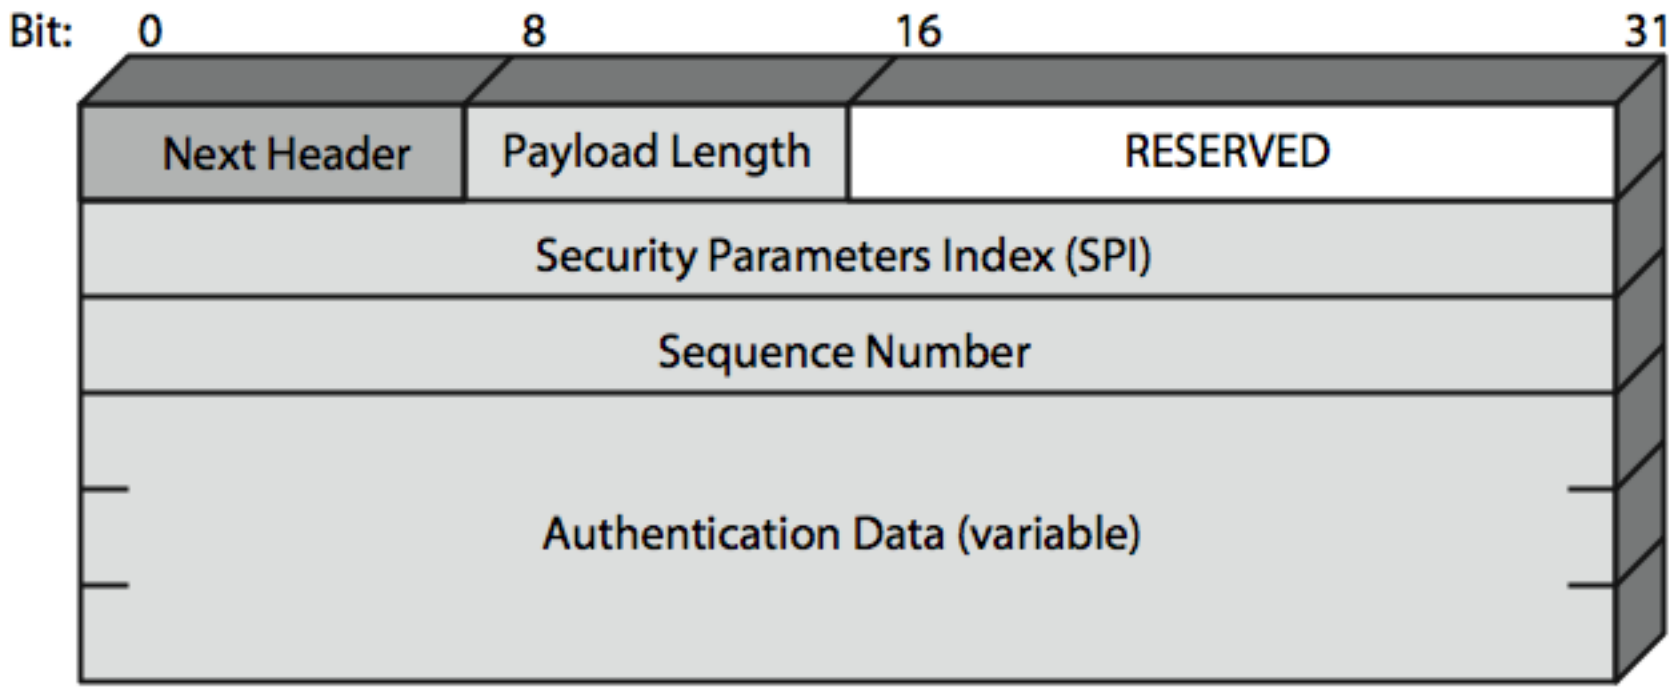 Bit: 0 8 16 31
Next Header Payload Length RESERVED
Security Parameters Index (SPI)
Sequence Number
Authentication Data (variable)